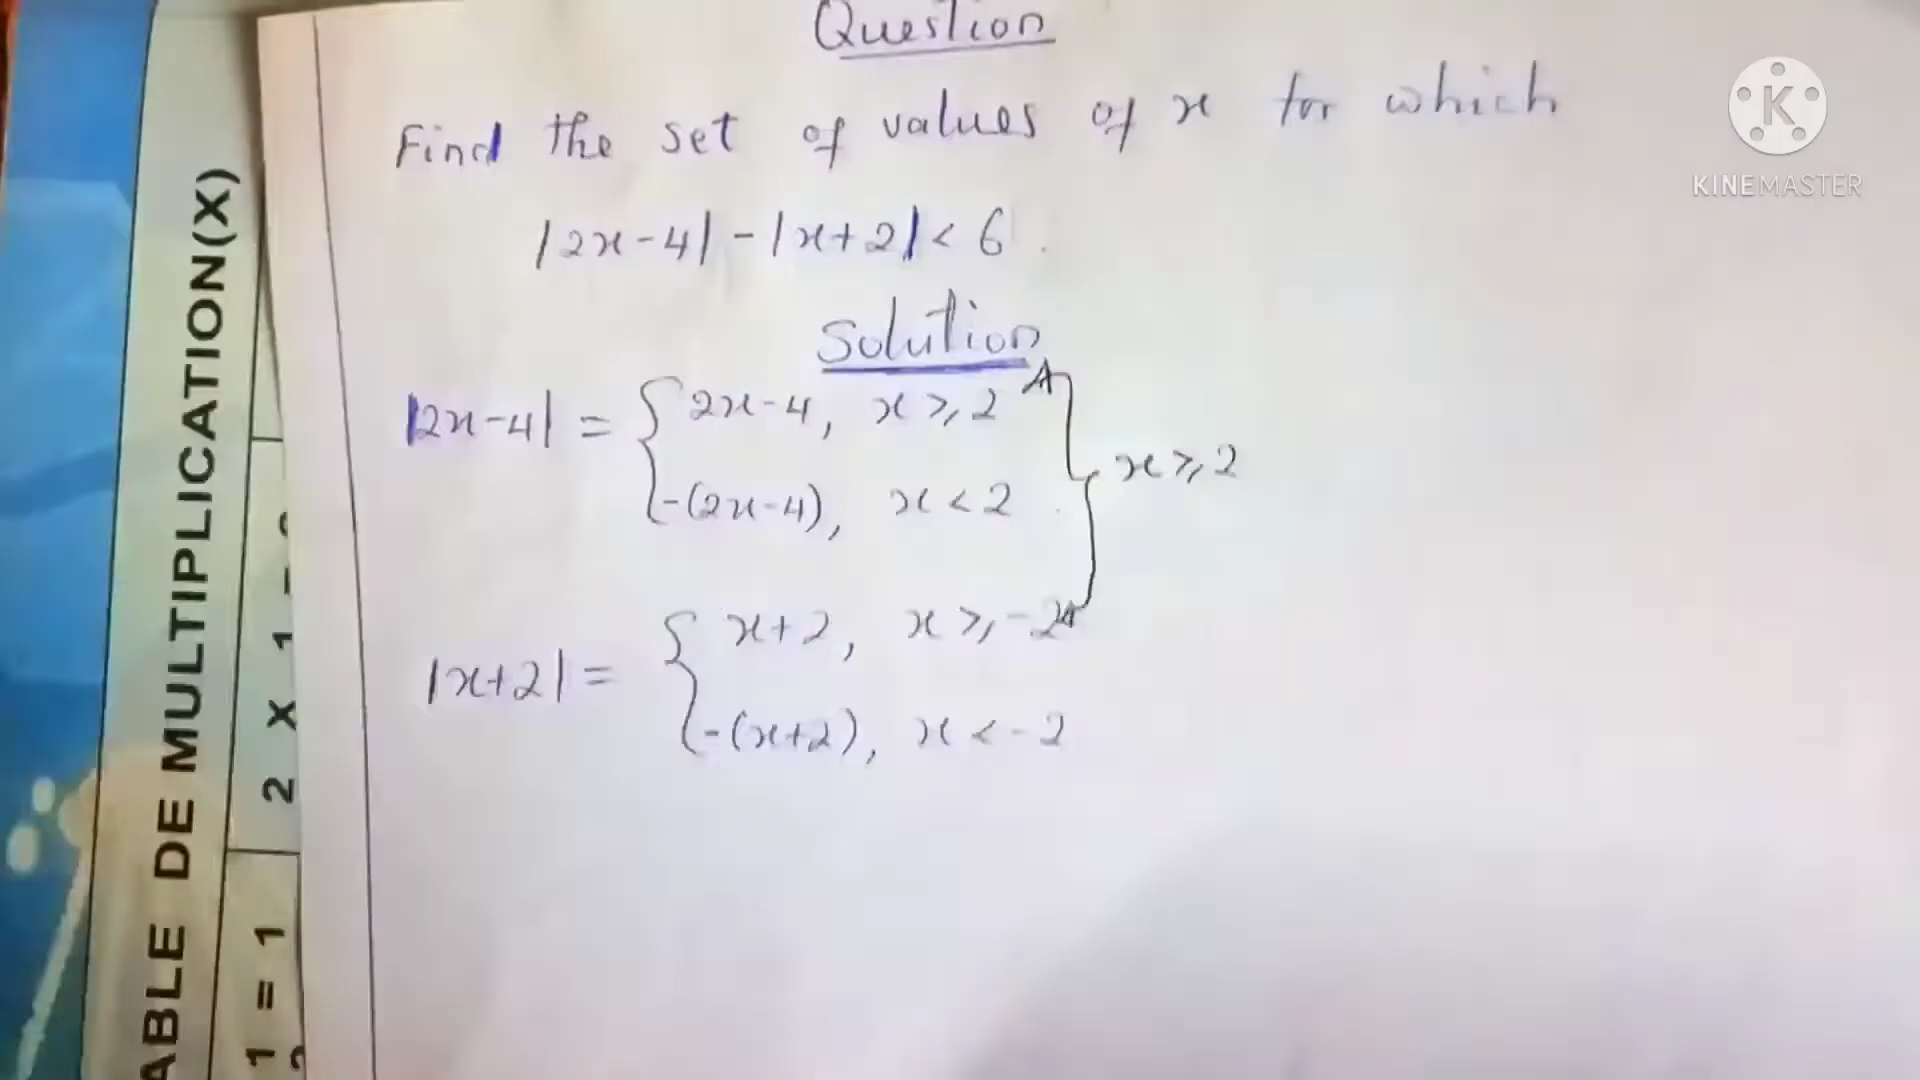 Question
Find the set of values of x for which
|2x-4| - |x+2| < 6
Solution
|2x-4| = { 2x-4, x ≥ 2
-(2x-4), x < 2
x ≥ 2
|x+2| = { x+2, x ≥ -2
-(x+2), x < -2
KINEMASTER
ABLE DE MULTIPLICATION(X)
2 X 1 =
1 = 1